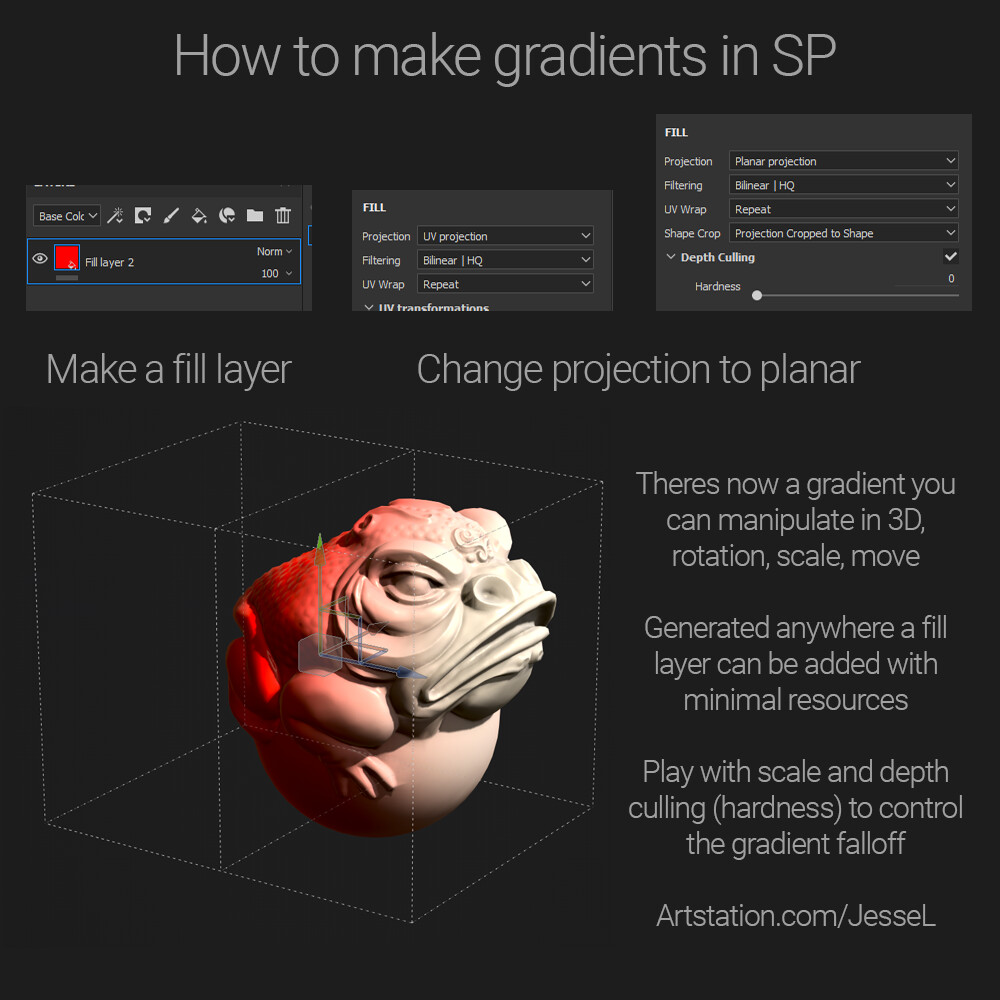 How to make gradients in SP
Base Colc
Fill layer 2
Norm
100
FILL
Projection UV projection
Filtering Bilinear | HQ
UV Wrap Repeat
UV transformations
FILL
Projection Planar projection
Filtering Bilinear | HQ
UV Wrap Repeat
Shape Crop Projection Cropped to Shape
Depth Culling
Hardness 0
Make a fill layer
Change projection to planar
Theres now a gradient you
can manipulate in 3D,
rotation, scale, move
Generated anywhere a fill
layer can be added with
minimal resources
Play with scale and depth
culling (hardness) to control
the gradient falloff
Artstation.com/JesseL